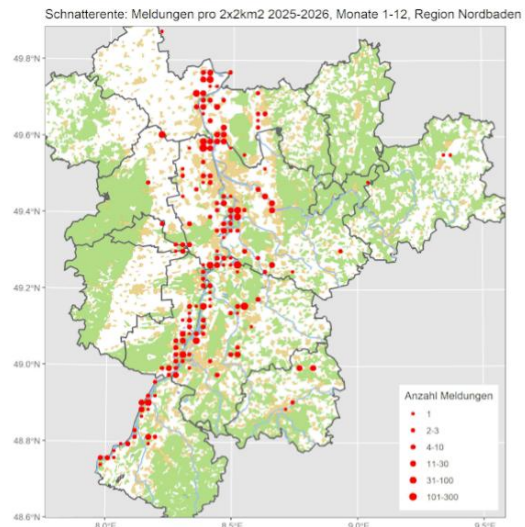 Schnatterente: Meldungen pro 2x2km2 2025-2026, Monate 1-12, Region Nordbaden
49.8°N
49.6°N
49.4°N
49.2°N
49.0°N
48.8°N
48.6°N
8.0°E 8.5°E 9.0°E 9.5°E
Anzahl Meldungen
1
2-3
4-10
11-30
31-100
101-300